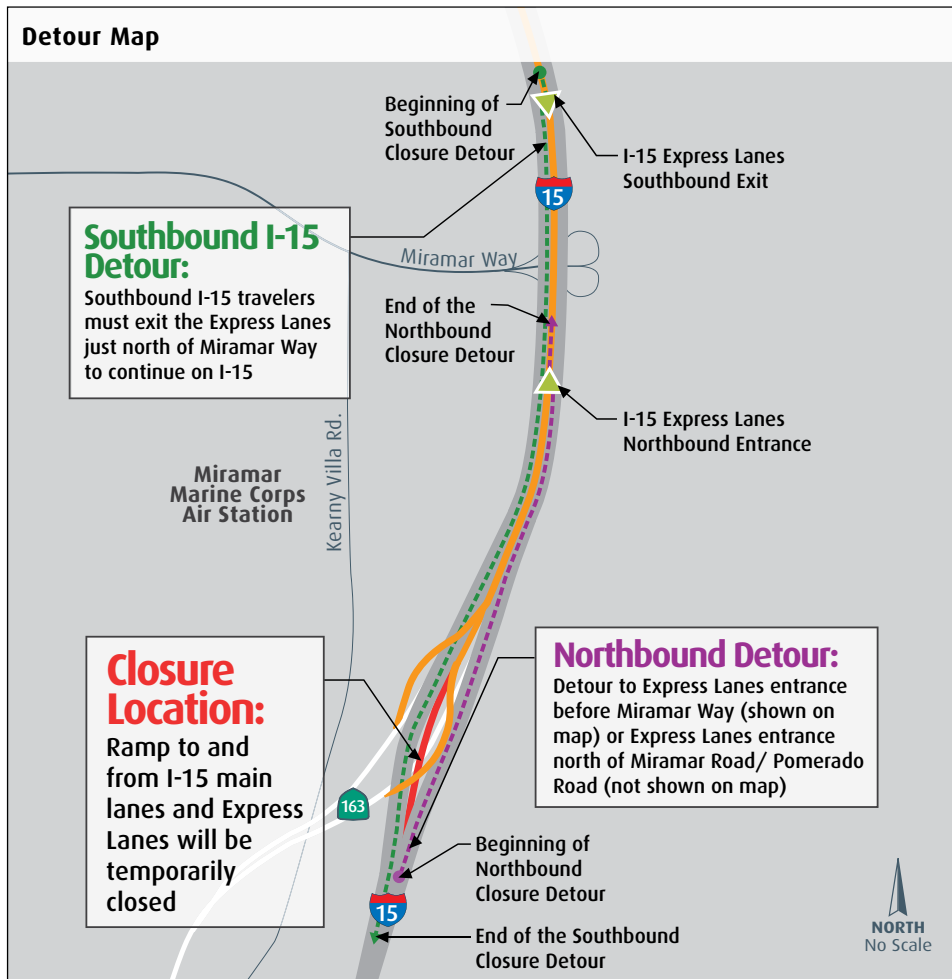 Detour Map
Beginning of
Southbound
Closure Detour
I-15 Express Lanes
Southbound Exit
15
Southbound I-15
Detour:
Southbound I-15 travelers
must exit the Express Lanes
just north of Miramar Way
to continue on I-15
Miramar Way
End of the
Northbound
Closure Detour
I-15 Express Lanes
Northbound Entrance
Kearny Villa Rd.
Miramar
Marine Corps
Air Station
Closure
Location:
Ramp to and
from I-15 main
lanes and Express
Lanes will be
temporarily
closed
Northbound Detour:
Detour to Express Lanes entrance
before Miramar Way (shown on
map) or Express Lanes entrance
north of Miramar Road/ Pomerado
Road (not shown on map)
163
Beginning of
Northbound
Closure Detour
15
End of the Southbound
Closure Detour
NORTH
No Scale